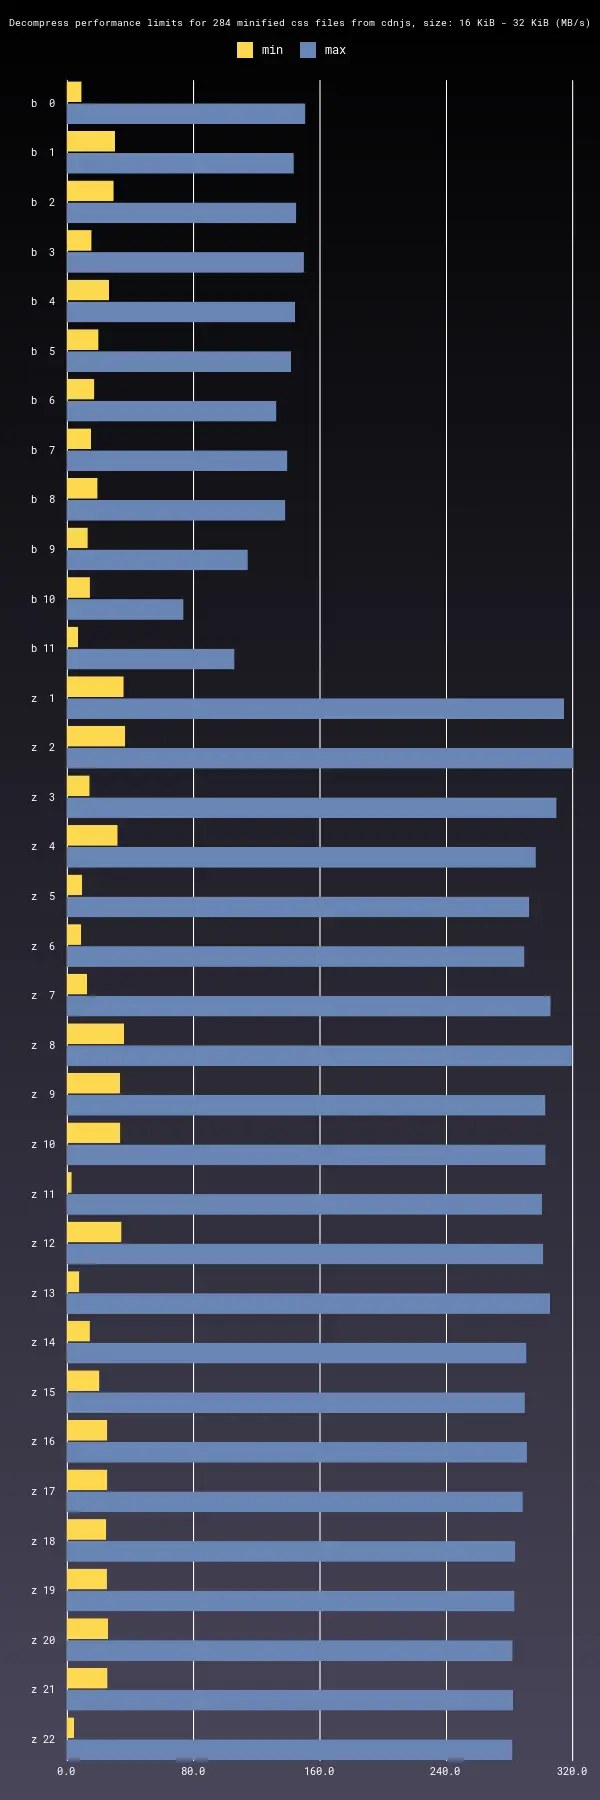 Decompress performance limits for 284 minified css files from cdnjs, size: 16 KiB - 32 KiB (MB/s)
min max
b 0
b 1
b 2
b 3
b 4
b 5
b 6
b 7
b 8
b 9
b 10
b 11
z 1
z 2
z 3
z 4
z 5
z 6
z 7
z 8
z 9
z 10
z 11
z 12
z 13
z 14
z 15
z 16
z 17
z 18
z 19
z 20
z 21
z 22
0.0 80.0 160.0 240.0 320.0